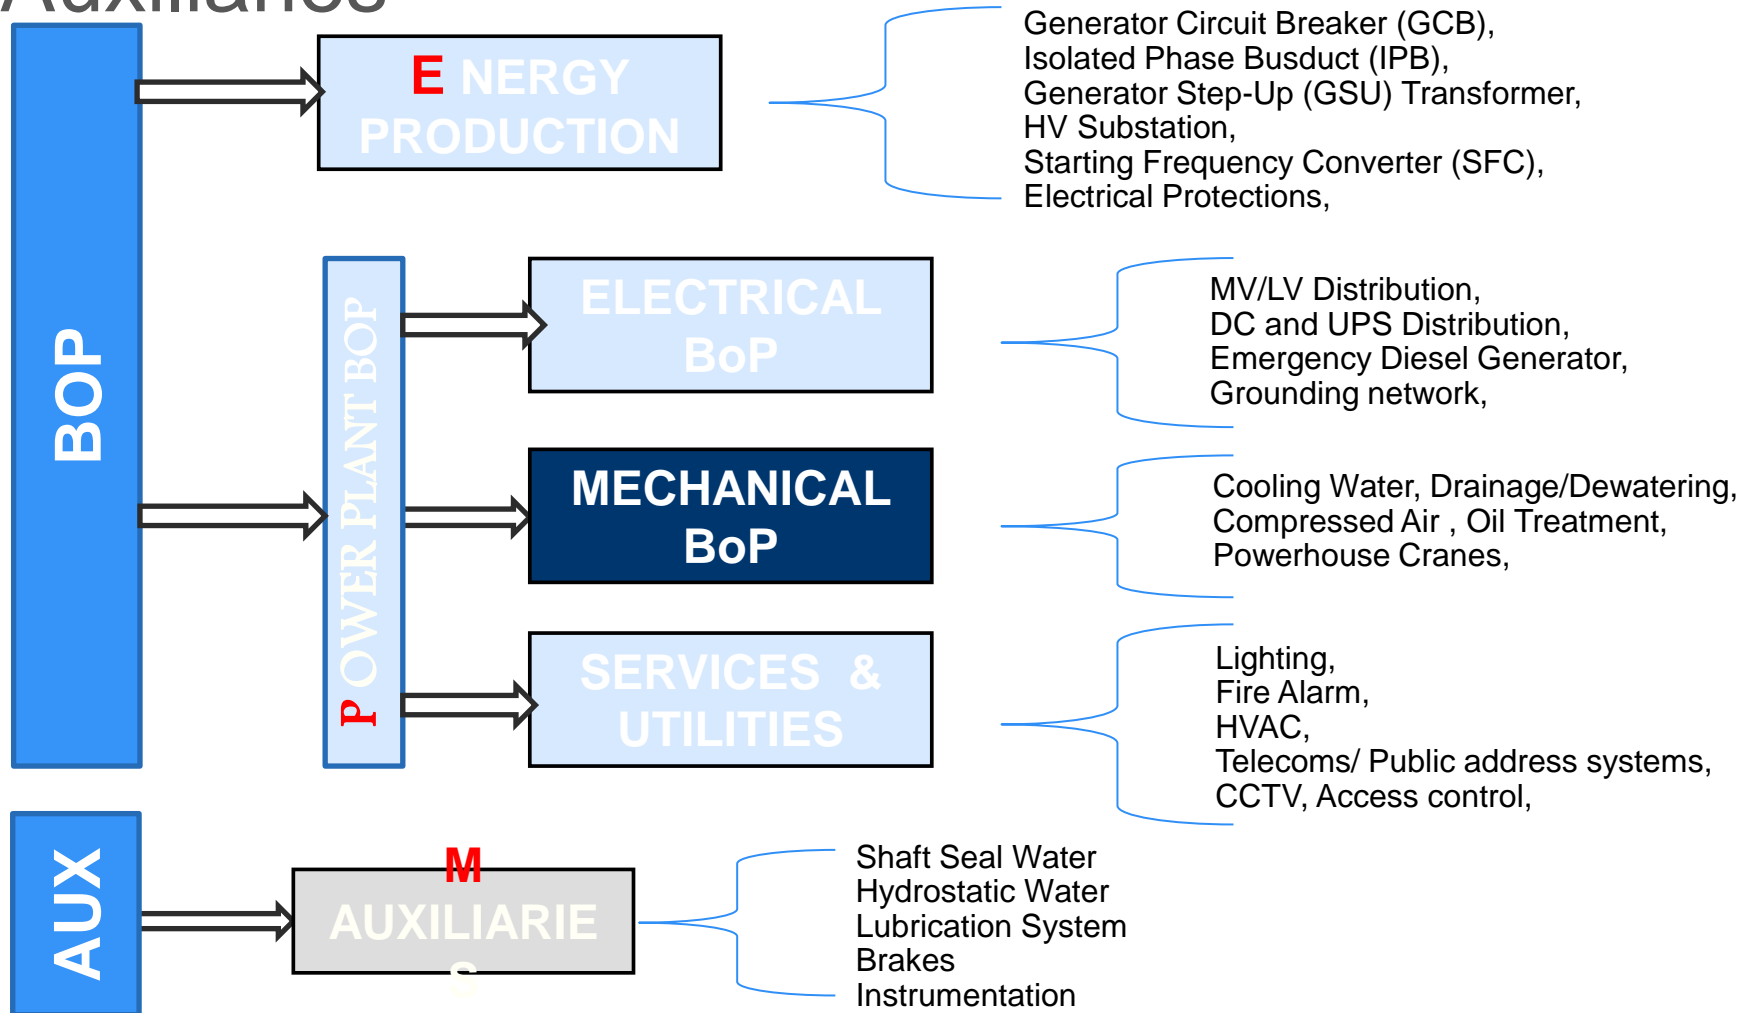 Auxiliaries
BOP
E NERGY
PRODUCTION
Generator Circuit Breaker (GCB),
Isolated Phase Busduct (IPB),
Generator Step-Up (GSU) Transformer,
HV Substation,
Starting Frequency Converter (SFC),
Electrical Protections,
P OWER PLANT BOP
ELECTRICAL
BoP
MV/LV Distribution,
DC and UPS Distribution,
Emergency Diesel Generator,
Grounding network,
MECHANICAL
BoP
Cooling Water, Drainage/Dewatering,
Compressed Air , Oil Treatment,
Powerhouse Cranes,
SERVICES &
UTILITIES
Lighting,
Fire Alarm,
HVAC,
Telecoms/ Public address systems,
CCTV, Access control,
AUX
M
AUXILIARIE
S
Shaft Seal Water
Hydrostatic Water
Lubrication System
Brakes
Instrumentation